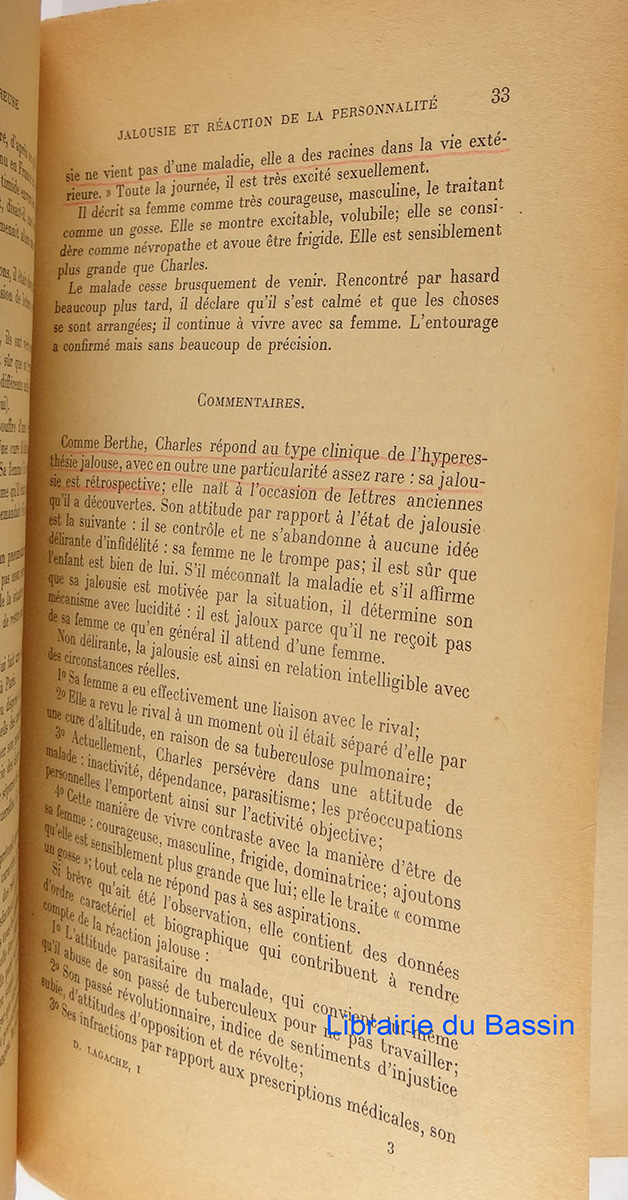 JALOUSIE ET RÉACTION DE LA PERSONNALITÉ 33
sie ne vient pas d'une maladie, elle a des racines dans la vie exté-
rieure. » Toute la journée, il est très excité sexuellement.
Il décrit sa femme comme très courageuse, masculine, le traitant
comme un gosse. Elle se montre excitable, volubile; elle se consi-
dère comme névropathe et avoue être frigide. Elle est sensiblement
plus grande que Charles.
Le malade cesse brusquement de venir. Rencontré par hasard
beaucoup plus tard, il déclare qu'il s'est calmé et que les choses
se sont arrangées; il continue à vivre avec sa femme. L'entourage
a confirmé mais sans beaucoup de précision.
COMMENTAIRES.
Comme Berthe, Charles répond au type clinique de l'hyperes-
thésie jalouse, avec en outre une particularité assez rare : sa jalou-
sie est rétrospective; elle naît à l'occasion de lettres anciennes
qu'il a découvertes. Son attitude par rapport à l'état de jalousie
est la suivante : il se contrôle et ne s'abandonne à aucune idée
délirante d'infidélité : sa femme ne le trompe pas; il est sûr que
l'enfant est bien de lui. S'il méconnaît la maladie et s'il affirme
que sa jalousie est motivée par la situation, il détermine son
mécanisme avec lucidité : il est jaloux parce qu'il ne reçoit pas
de sa femme ce qu'en général il attend d'une femme.
Non délirante, la jalousie est ainsi en relation intelligible avec
des circonstances réelles.
1º Sa femme a eu effectivement une liaison avec le rival;
2º Elle a revu le rival à un moment où il était séparé d'elle par
une cure d'altitude, en raison de sa tuberculose pulmonaire;
3º Actuellement, Charles persévère dans une attitude de
malade : inactivité, dépendance, parasitisme; les préoccupations
personnelles l'emportent ainsi sur l'activité objective;
4º Cette manière de vivre contraste avec la manière d'être de
sa femme : courageuse, masculine, frigide, dominatrice; ajoutons
qu'elle est sensiblement plus grande que lui; elle le traite « comme
un gosse »; tout cela ne répond pas à ses aspirations.
Si brève qu'ait été l'observation, elle contient des données
d'ordre caractériel et biographique qui contribuent à rendre
compte de la réaction jalouse :
1º L'attitude parasitaire du malade, qui convient lui-même
qu'il abuse de son passé de tuberculeux pour ne pas travailler;
2º Son passé révolutionnaire, indice de sentiments d'injustice
subie, d'attitudes d'opposition et de révolte;
3º Ses infractions par rapport aux prescriptions médicales, son
D. LAGACHE, I 3
Librairie du Bassin